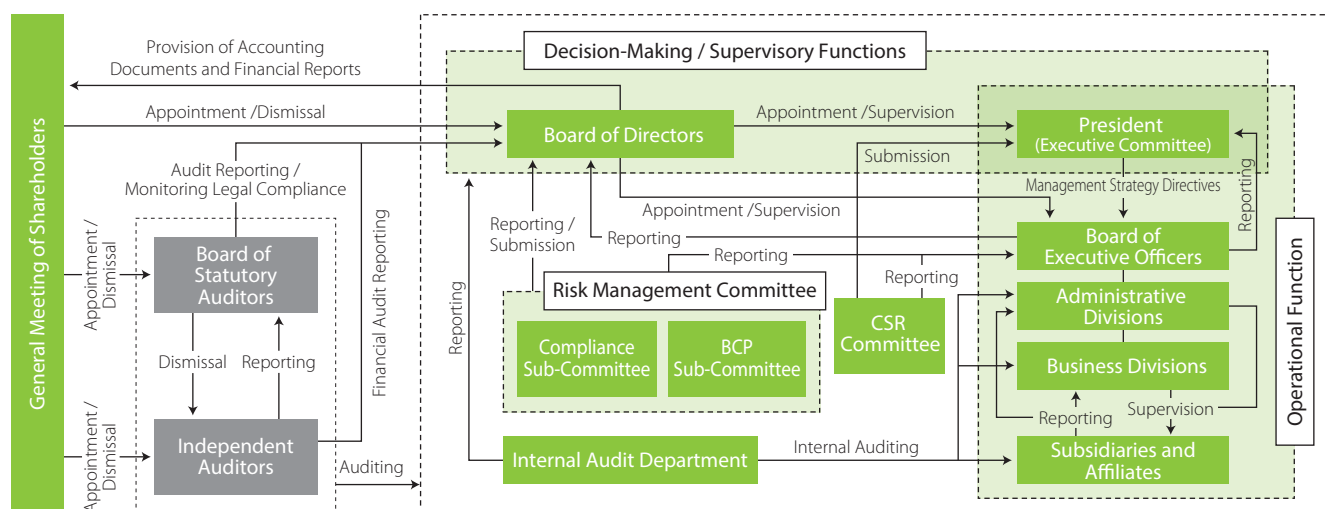 General Meeting of Shareholders
Provision of Accounting
Documents and Financial Reports
Appointment /Dismissal
Audit Reporting /
Monitoring Legal Compliance
Appointment /
Dismissal
Board of
Statutory
Auditors
Dismissal
Reporting
Financial Audit Reporting
Appointment /
Dismissal
Independent
Auditors
Auditing
Decision-Making / Supervisory Functions
Board of Directors
Appointment /Supervision
President
(Executive Committee)
Submission
Management Strategy Directives
Reporting
Reporting /
Submission
Appointment /Supervision
Reporting
Board of
Executive Officers
Reporting
Reporting
Reporting
Risk Management Committee
Compliance
Sub-Committee
BCP
Sub-Committee
CSR
Committee
Administrative
Divisions
Business Divisions
Reporting
Supervision
Operational Function
Internal Audit Department
Internal Auditing
Subsidiaries and
Affiliates